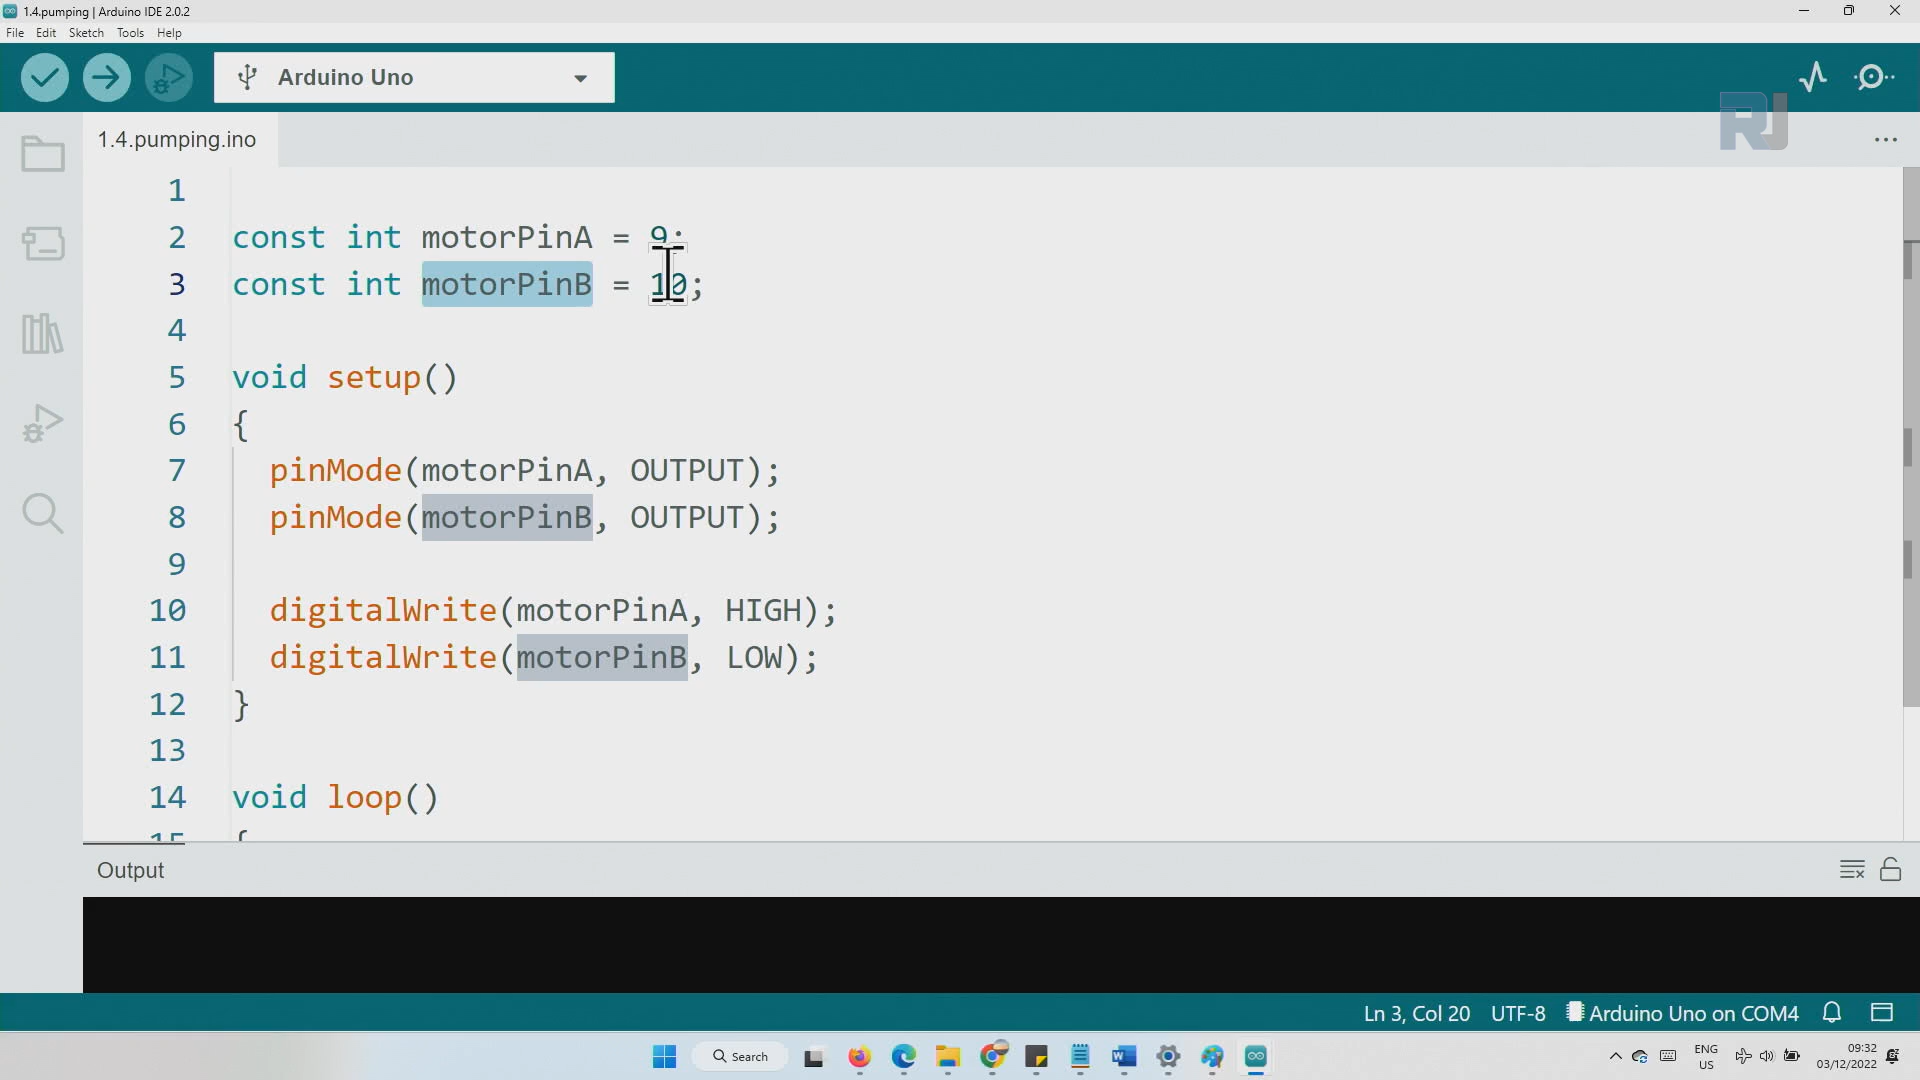 1.4.pumping | Arduino IDE 2.0.2
File Edit Sketch Tools Help
Arduino Uno
RJ
1.4.pumping.ino
1
2 const int motorPinA = 9;
3 const int motorPinB = 10;
4
5 void setup()
6 {
7 pinMode(motorPinA, OUTPUT);
8 pinMode(motorPinB, OUTPUT);
9
10 digitalWrite(motorPinA, HIGH);
11 digitalWrite(motorPinB, LOW);
12 }
13
14 void loop()
15 {
Output
Ln 3, Col 20 UTF-8 Arduino Uno on COM4
Search
ENG
US
09:32
03/12/2022